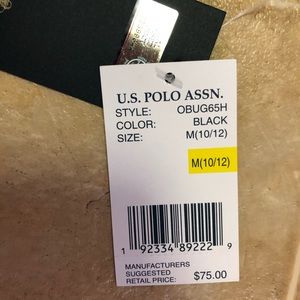 U.S. POLO ASSN.
STYLE: OBUG65H
COLOR: BLACK
SIZE: M(10/12)
M(10/12)
1 92334 89222 9
MANUFACTURERS
SUGGESTED
RETAIL PRICE: $75.00